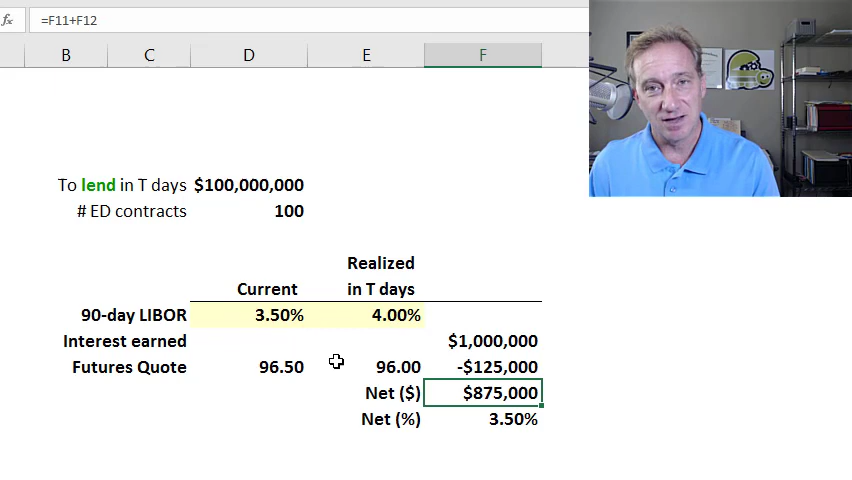 fx =F11+F12
B C D E F
To lend in T days $100,000,000
# ED contracts 100
Realized
Current in T days
90-day LIBOR 3.50% 4.00%
Interest earned $1,000,000
Futures Quote 96.50 96.00 -$125,000
Net ($) $875,000
Net (%) 3.50%